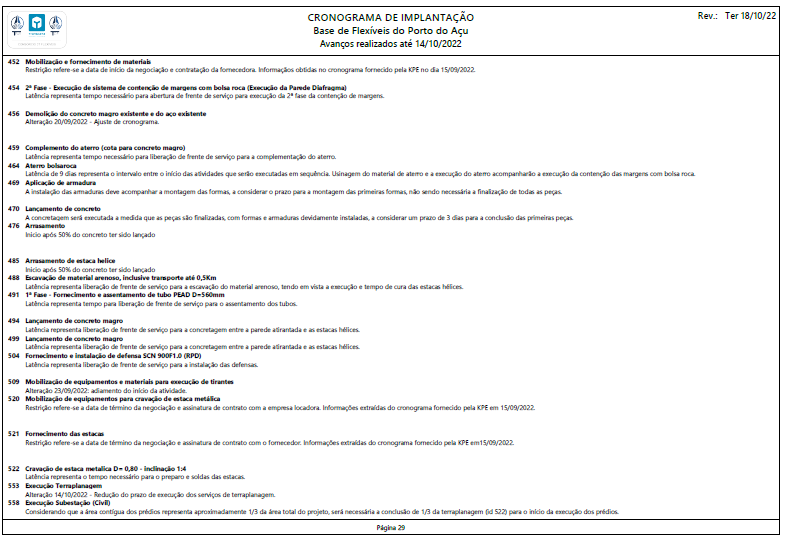 CRONOGRAMA DE IMPLANTAÇÃO
Base de Flexíveis do Porto do Açu
Avanços realizados até 14/10/2022
Rev.: Ter 18/10/22
452 Mobilização e fornecimento de materiais
Restrição refere-se a data de início da negociação e contratação da fornecedora. Informações obtidas no cronograma fornecido pela KPE no dia 15/09/2022.
454 2ª Fase - Execução de sistema de contenção de margens com bolsa roca (Execução da Parede Diafragma)
Latência representa tempo necessário para abertura de frente de serviço para execução da 2ª fase da contenção de margens.
456 Demolição do concreto magro existente e do aço existente
Alteração 20/09/2022 - Ajuste de cronograma.
459 Complemento do aterro (cota para concreto magro)
Latência representa tempo necessário para liberação de frente de serviço para a complementação do aterro.
464 Aterro bolsaroca
Latência de 9 dias representa o intervalo entre o início das atividades que serão executadas em sequência. Usinagem do material de aterro e a execução do aterro acompanharão a execução da contenção das margens com bolsa roca.
469 Aplicação de armadura
A instalação das armaduras deve acompanhar a montagem das formas, a considerar o prazo para a montagem das primeiras formas, não sendo necessária a finalização de todas as peças.
470 Lançamento de concreto
A concretagem será executada a medida que as peças são finalizadas, com formas e armaduras devidamente instaladas, a considerar um prazo de 3 dias para a conclusão das primeiras peças.
476 Arrasamento
Inicio após 50% do concreto ter sido lançado
485 Arrasamento de estaca helice
Inicio após 50% do concreto ter sido lançado
488 Escavação de material arenoso, inclusive transporte até 0,5Km
Latência representa liberação de frente de serviço para a escavação do material arenoso, tendo em vista a execução e tempo de cura das estacas hélices.
491 1ª Fase - Fornecimento e assentamento de tubo PEAD D=560mm
Latência representa tempo para liberação de frente de serviço para o assentamento dos tubos.
494 Lançamento de concreto magro
Latência representa liberação de frente de serviço para a concretagem entre a parede atirantada e as estacas hélices.
499 Lançamento de concreto magro
Latência representa liberação de frente de serviço para a concretagem entre a parede atirantada e as estacas hélices.
504 Fornecimento e instalação de defensa SCN 900F1.0 (RPD)
Latência representa liberação de frente de serviço para a instalação das defensas.
509 Mobilização de equipamentos e materiais para execução de tirantes
Alteração 23/09/2022: adiamento do início da atividade.
520 Mobilização de equipamentos para cravação de estaca metálica
Restrição refere-se a data de término da negociação e assinatura de contrato com a empresa locadora. Informações extraídas do cronograma fornecido pela KPE em 15/09/2022.
521 Fornecimento das estacas
Restrição refere-se a data de término da negociação e assinatura de contrato com o fornecedor. Informações extraídas do cronograma fornecido pela KPE em15/09/2022.
522 Cravação de estaca metalica D= 0,80 - inclinação 1:4
Latência representa o tempo necessário para o preparo e soldas das estacas.
553 Execução Terraplanagem
Alteração 14/10/2022 - Redução do prazo de execução dos serviços de terraplanagem.
558 Execução Subestação (Civil)
Considerando que a área contígua dos prédios representa aproximadamente 1/3 da área total do projeto, será necessária a conclusão de 1/3 da terraplanagem (id 522) para o início da execução dos prédios.
Página 29